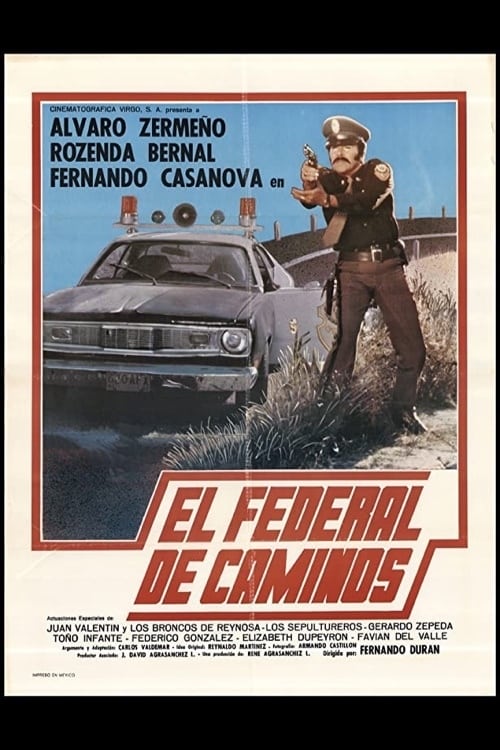 CINEMATOGRAFICA VIRGO, S. A. presenta a
ALVARO ZERMEÑO
ROZENDA BERNAL
FERNANDO CASANOVA en
EL FEDERAL
DE CAMINOS
Actuaciones Especiales de:
JUAN VALENTIN y LOS BRONCOS DE REYNOSA-LOS SEPULTUREROS-GERARDO ZEPEDA
TOÑO INFANTE - FEDERICO GONZALEZ - ELIZABETH DUPEYRON - FAVIAN DEL VALLE
Argumento y Adaptación: CARLOS VALDEMAR - Idea Original: REYNALDO MARTINEZ - Fotografía: ARMANDO CASTILLON
Productor Asociado: J. DAVID AGRASANCHEZ L. - Una producción de: RENE AGRASANCHEZ L. Dirigida por: FERNANDO DURAN
IMPRESO EN MEXICO